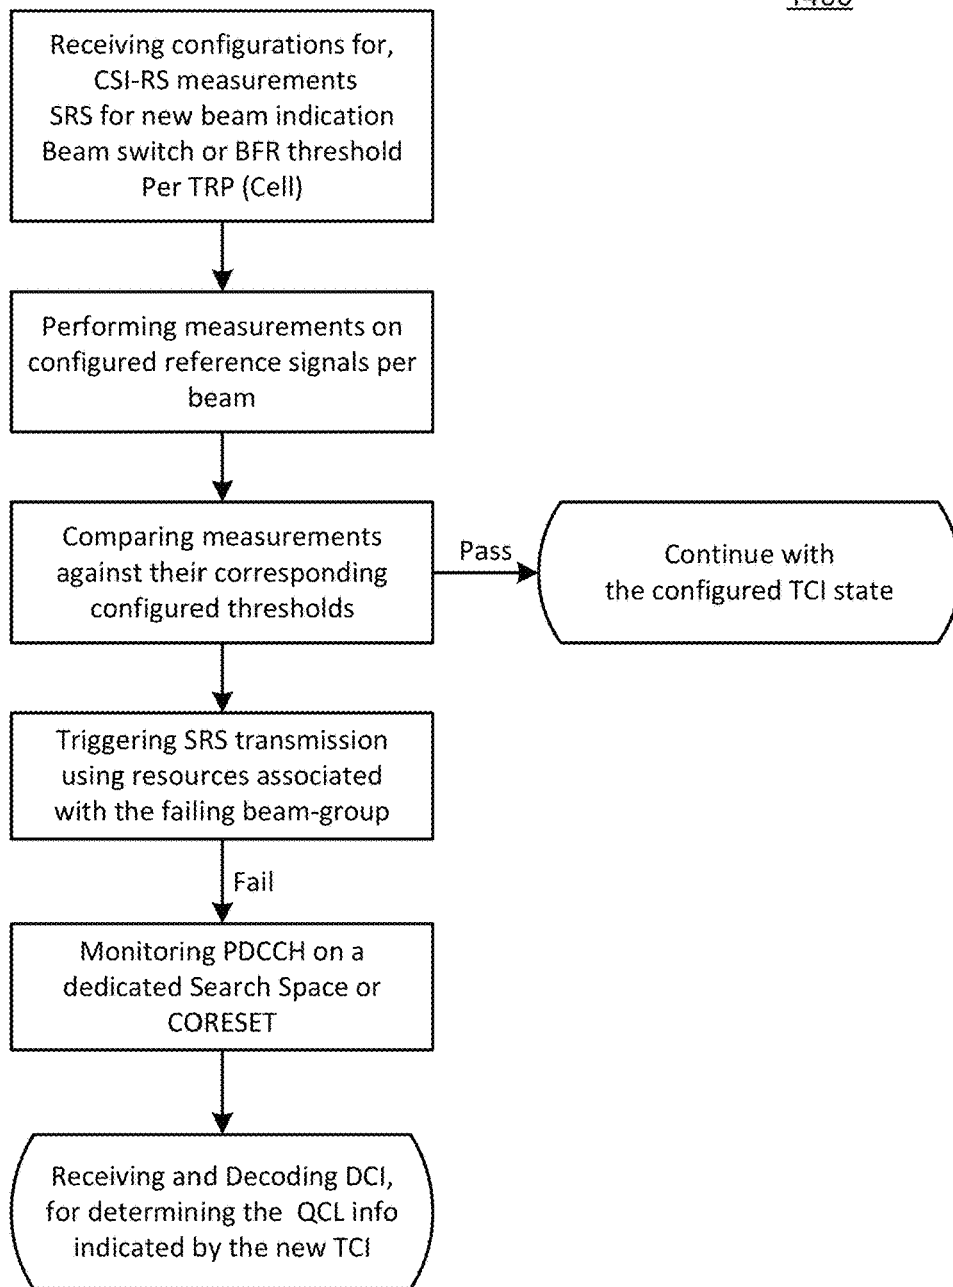 Receiving configurations for,
CSI-RS measurements
SRS for new beam indication
Beam switch or BFR threshold
Per TRP (Cell)
Performing measurements on
configured reference signals per
beam
Comparing measurements
against their corresponding
configured thresholds
Pass
Continue with
the configured TCI state
Triggering SRS transmission
using resources associated
with the failing beam-group
Fail
Monitoring PDCCH on a
dedicated Search Space or
CORESET
Receiving and Decoding DCI,
for determining the QCL info
indicated by the new TCI